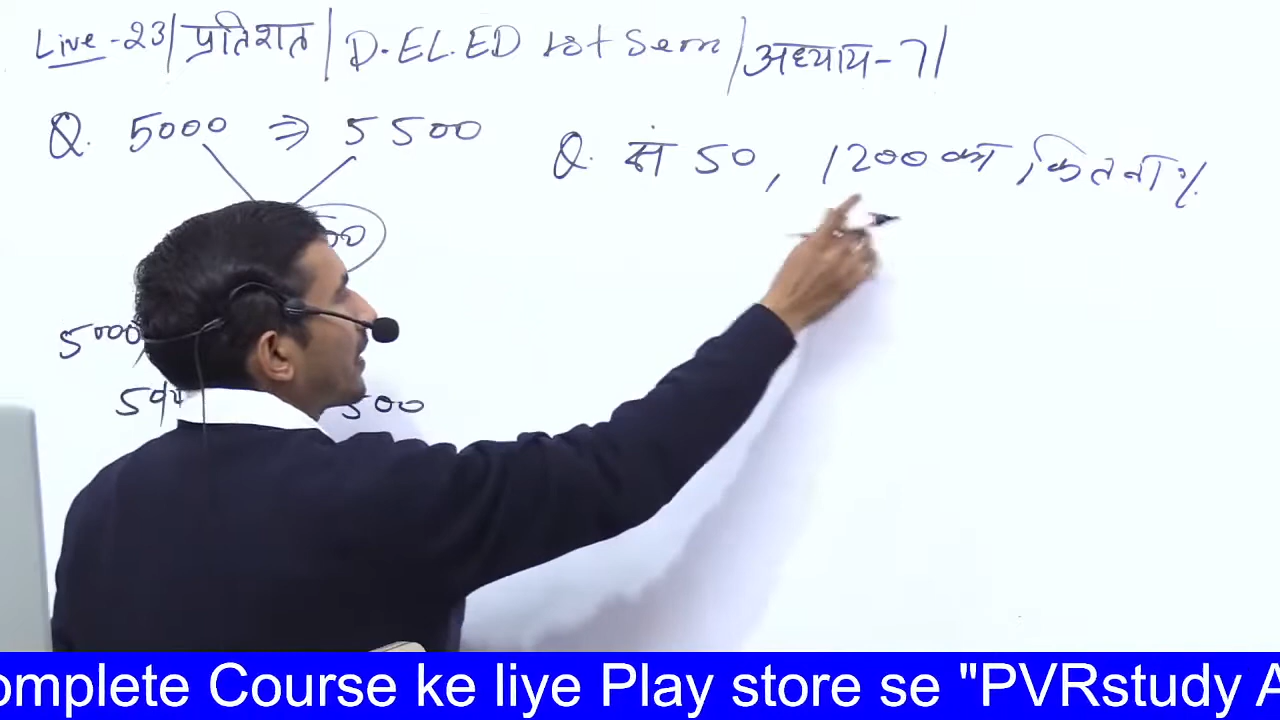 Live-23|प्रतिशत|D.EL.ED 1st Sem|अध्याय-7|
Q. 5000 ⇒ 5500
Q. 50, 1200 का, कितना %
5000
500
omplete Course ke liye Play store se "PVRstudy A